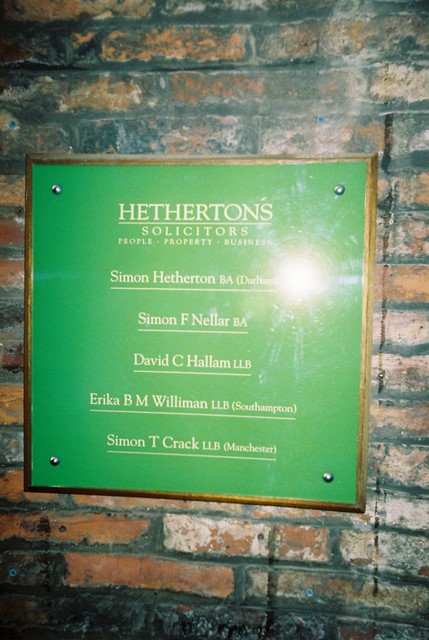 HETHERTONS
SOLICITORS
PEOPLE · PROPERTY · BUSINESS
Simon Hetherton BA (Durham)
Simon F Nellar BA
David C Hallam LLB
Erika B M Williman LLB (Southampton)
Simon T Crack LLB (Manchester)